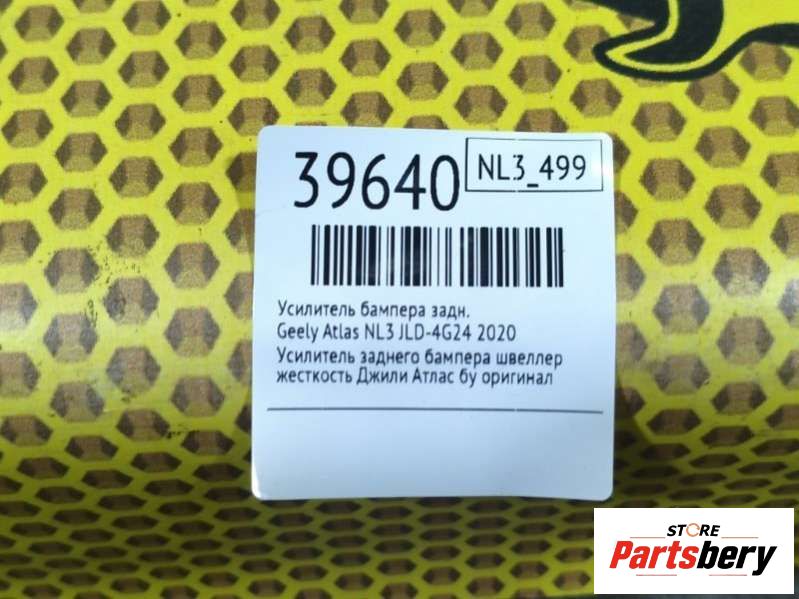 39640
NL3_499
Усилитель бампера задн.
Geely Atlas NL3 JLD-4G24 2020
Усилитель заднего бампера швеллер
жесткость Джили Атлас бу оригинал
STORE
Partsbery